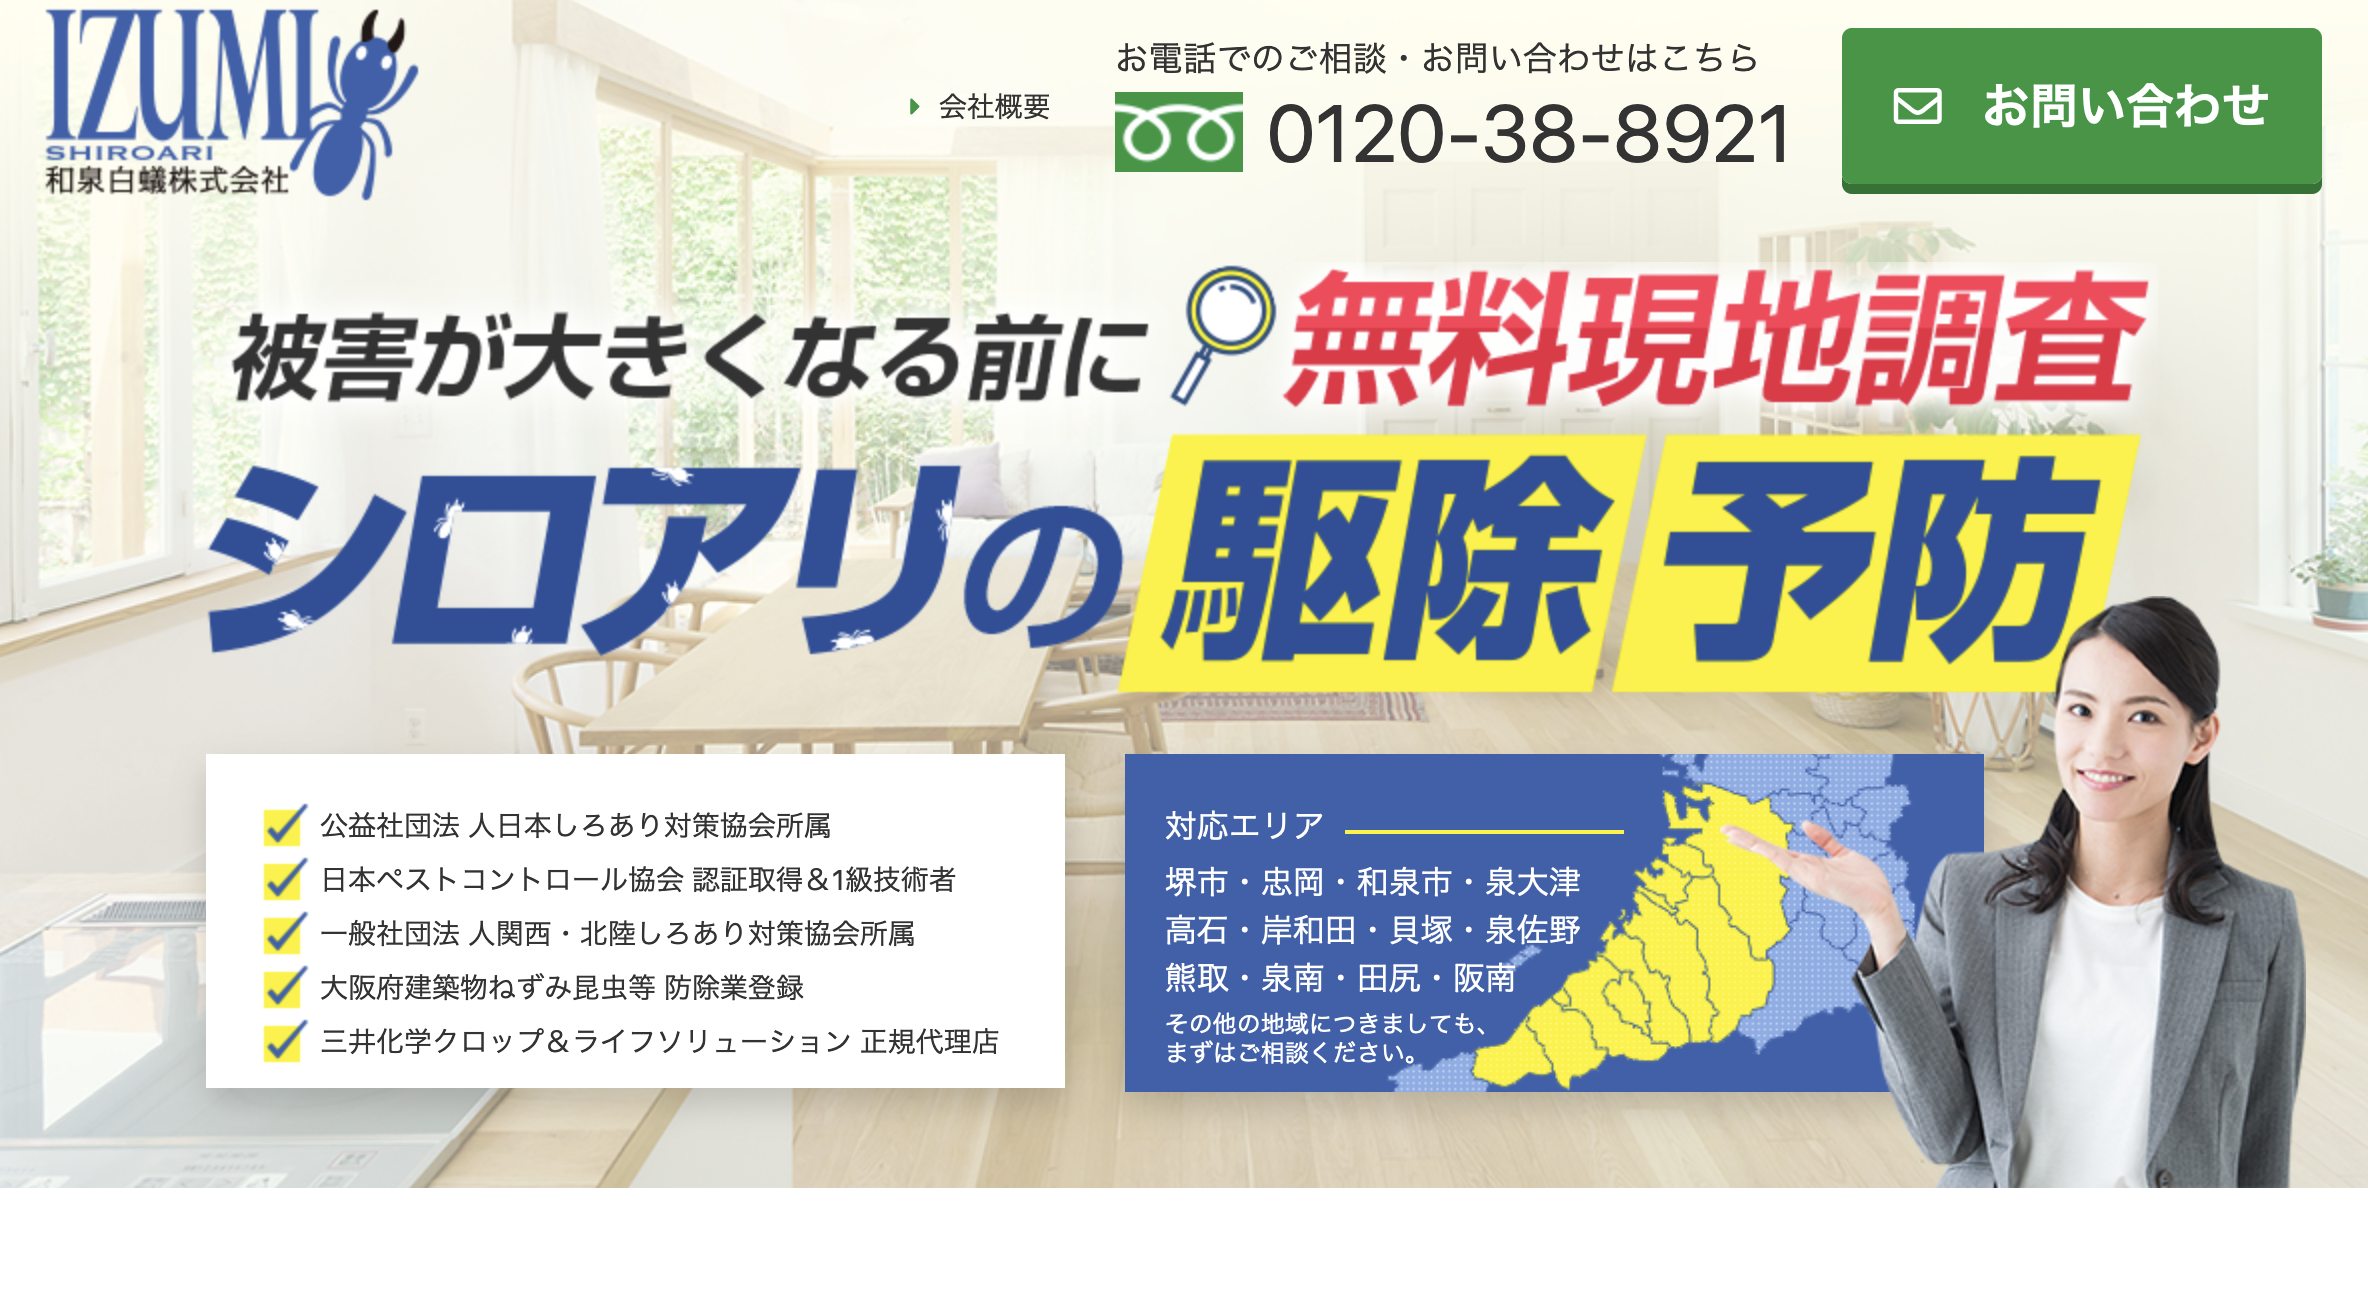 IZUMI
SHIROARI
和泉白蟻株式会社
会社概要
お電話でのご相談・お問い合わせはこちら
0120-38-8921
お問い合わせ
被害が大きくなる前に 無料現地調査
シロアリの 駆除 予防
公益社団法 人日本しろあり対策協会所属
日本ペストコントロール協会 認証取得＆1級技術者
一般社団法 人関西・北陸しろあり対策協会所属
大阪府建築物ねずみ昆虫等 防除業登録
三井化学クロップ＆ライフソリューション 正規代理店
対応エリア
堺市・忠岡・和泉市・泉大津
高石・岸和田・貝塚・泉佐野
熊取・泉南・田尻・阪南
その他の地域につきましても、
まずはご相談ください。